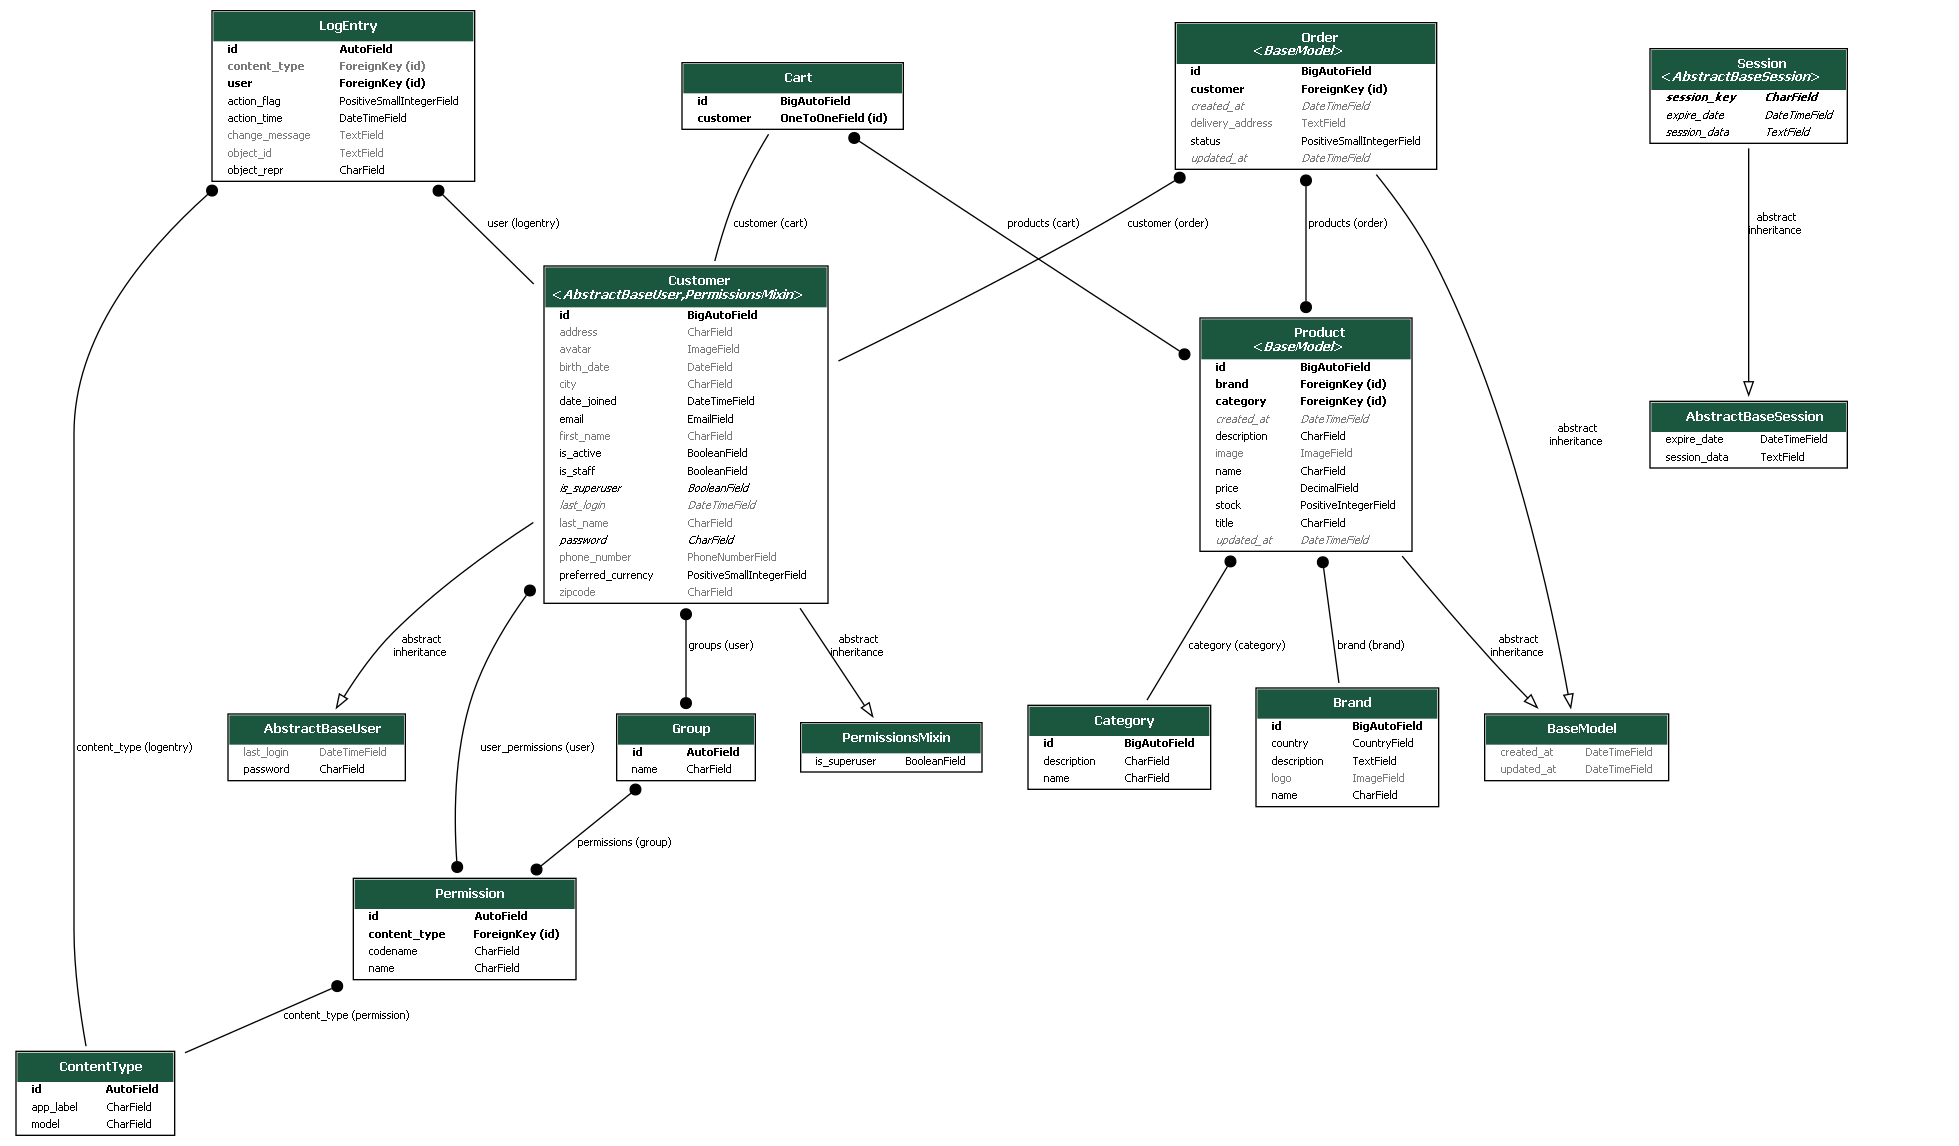 LogEntry
id AutoField
content_type ForeignKey (id)
user ForeignKey (id)
action_flag PositiveSmallIntegerField
action_time DateTimeField
change_message TextField
object_id TextField
object_repr CharField
Cart
id BigAutoField
customer OneToOneField (id)
Order
<BaseModel>
id BigAutoField
customer ForeignKey (id)
created_at DateTimeField
delivery_address TextField
status PositiveSmallIntegerField
updated_at DateTimeField
Session
<AbstractBaseSession>
session_key CharField
expire_date DateTimeField
session_data TextField
user (logentry)
customer (cart)
products (cart)
customer (order)
products (order)
abstract
inheritance
Customer
<AbstractBaseUser,PermissionsMixin>
id BigAutoField
address CharField
avatar ImageField
birth_date DateField
city CharField
date_joined DateTimeField
email EmailField
first_name CharField
is_active BooleanField
is_staff BooleanField
is_superuser BooleanField
last_login DateTimeField
last_name CharField
password CharField
phone_number PhoneNumberField
preferred_currency PositiveSmallIntegerField
zipcode CharField
Product
<BaseModel>
id BigAutoField
brand ForeignKey (id)
category ForeignKey (id)
created_at DateTimeField
description CharField
image ImageField
name CharField
price DecimalField
stock PositiveIntegerField
title CharField
updated_at DateTimeField
abstract
inheritance
AbstractBaseSession
expire_date DateTimeField
session_data TextField
abstract
inheritance
groups (user)
abstract
inheritance
category (category)
brand (brand)
abstract
inheritance
content_type (logentry)
AbstractBaseUser
last_login DateTimeField
password CharField
user_permissions (user)
Group
id AutoField
name CharField
PermissionsMixin
is_superuser BooleanField
Category
id BigAutoField
description CharField
name CharField
Brand
id BigAutoField
country CountryField
description TextField
logo ImageField
name CharField
BaseModel
created_at DateTimeField
updated_at DateTimeField
permissions (group)
Permission
id AutoField
content_type ForeignKey (id)
codename CharField
name CharField
content_type (permission)
ContentType
id AutoField
app_label CharField
model CharField